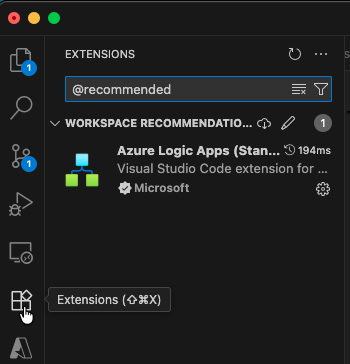 EXTENSIONS
@recommended
WORKSPACE RECOMMENDATIO...
1
Azure Logic Apps (Stan... 194ms
Visual Studio Code extension for ...
Microsoft
1
1
Extensions (⇧⌘X)